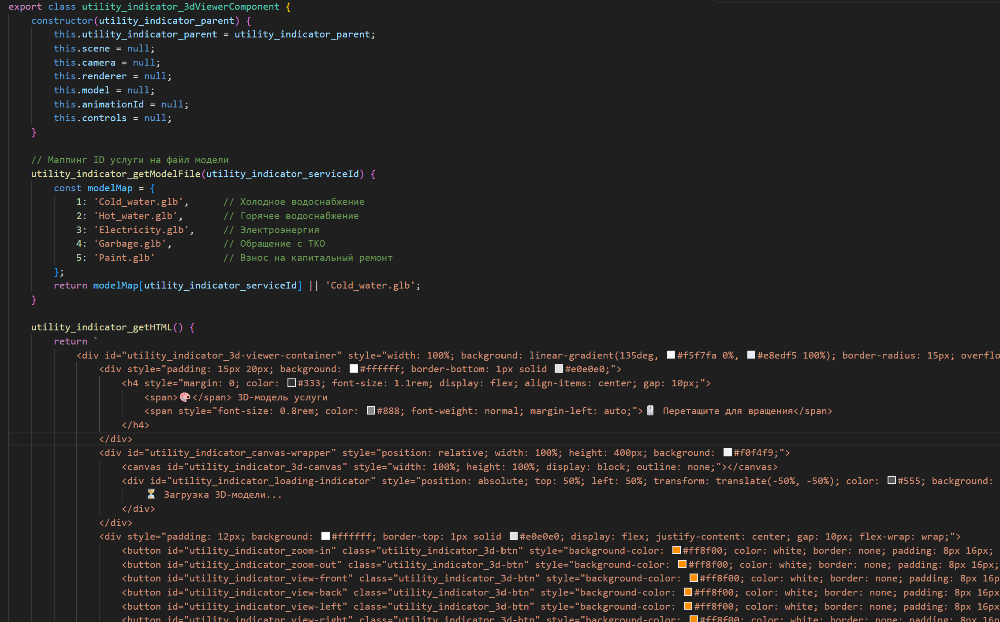 export class utility_indicator_3dViewerComponent {
constructor(utility_indicator_parent) {
this.utility_indicator_parent = utility_indicator_parent;
this.scene = null;
this.camera = null;
this.renderer = null;
this.model = null;
this.animationId = null;
this.controls = null;
}
// Маппинг ID услуги на файл модели
utility_indicator_getModelFile(utility_indicator_serviceId) {
const modelMap = {
1: 'Cold_water.glb', // Холодное водоснабжение
2: 'Hot_water.glb', // Горячее водоснабжение
3: 'Electricity.glb', // Электроэнергия
4: 'Garbage.glb', // Обращение с ТКО
5: 'Paint.glb' // Взнос на капитальный ремонт
};
return modelMap[utility_indicator_serviceId] || 'Cold_water.glb';
}
utility_indicator_getHTML() {
return `
<div id="utility_indicator_3d-viewer-container" style="width: 100%; background: linear-gradient(135deg, #f5f7fa 0%, #e8edf5 100%); border-radius: 15px; overflo
<div style="padding: 15px 20px; background: #ffffff; border-bottom: 1px solid #e0e0e0;">
<h4 style="margin: 0; color: #333; font-size: 1.1rem; display: flex; align-items: center; gap: 10px;">
<span>🎨</span> 3D-модель услуги
<span style="font-size: 0.8rem; color: #888; font-weight: normal; margin-left: auto;">🖱️ Перетащите для вращения</span>
</h4>
</div>
<div id="utility_indicator_canvas-wrapper" style="position: relative; width: 100%; height: 400px; background: #f0f4f9;">
<canvas id="utility_indicator_3d-canvas" style="width: 100%; height: 100%; display: block; outline: none;"></canvas>
<div id="utility_indicator_loading-indicator" style="position: absolute; top: 50%; left: 50%; transform: translate(-50%, -50%); color: #555; background:
⏳ Загрузка 3D-модели...
</div>
</div>
<div style="padding: 12px; background: #ffffff; border-top: 1px solid #e0e0e0; display: flex; justify-content: center; gap: 10px; flex-wrap: wrap;">
<button id="utility_indicator_zoom-in" class="utility_indicator_3d-btn" style="background-color: #ff8f00; color: white; border: none; padding: 8px 16px;
<button id="utility_indicator_zoom-out" class="utility_indicator_3d-btn" style="background-color: #ff8f00; color: white; border: none; padding: 8px 16px;
<button id="utility_indicator_view-front" class="utility_indicator_3d-btn" style="background-color: #ff8f00; color: white; border: none; padding: 8px 16p
<button id="utility_indicator_view-back" class="utility_indicator_3d-btn" style="background-color: #ff8f00; color: white; border: none; padding: 8px 16px
<button id="utility_indicator_view-left" class="utility_indicator_3d-btn" style="background-color: #ff8f00; color: white; border: none; padding: 8px 16px
<button id="utility_indicator_view-right" class="utility_indicator_3d-btn" style="background-color: #ff8f00; color: white; border: none; padding: 8px 16p